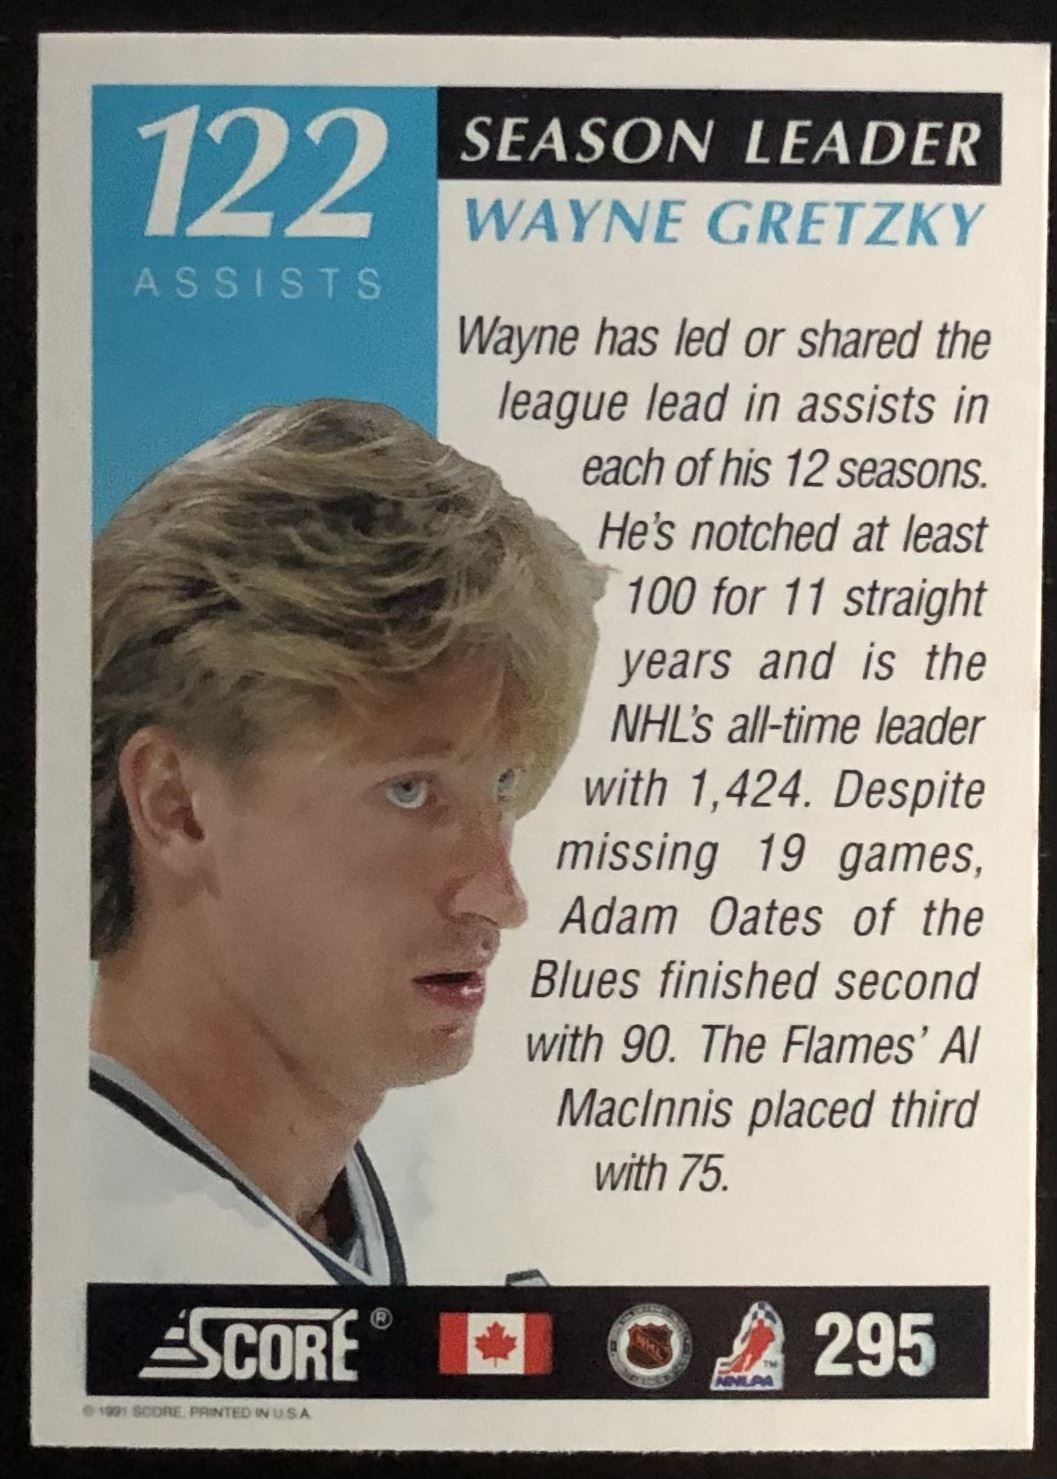 122
ASSISTS
SEASON LEADER
WAYNE GRETZKY
Wayne has led or shared the
league lead in assists in
each of his 12 seasons.
He's notched at least
100 for 11 straight
years and is the
NHL's all-time leader
with 1,424. Despite
missing 19 games,
Adam Oates of the
Blues finished second
with 90. The Flames' Al
MacInnis placed third
with 75.
SCORE®
NHL
NHLPA
TM
295
© 1991 SCORE, PRINTED IN U.S.A.